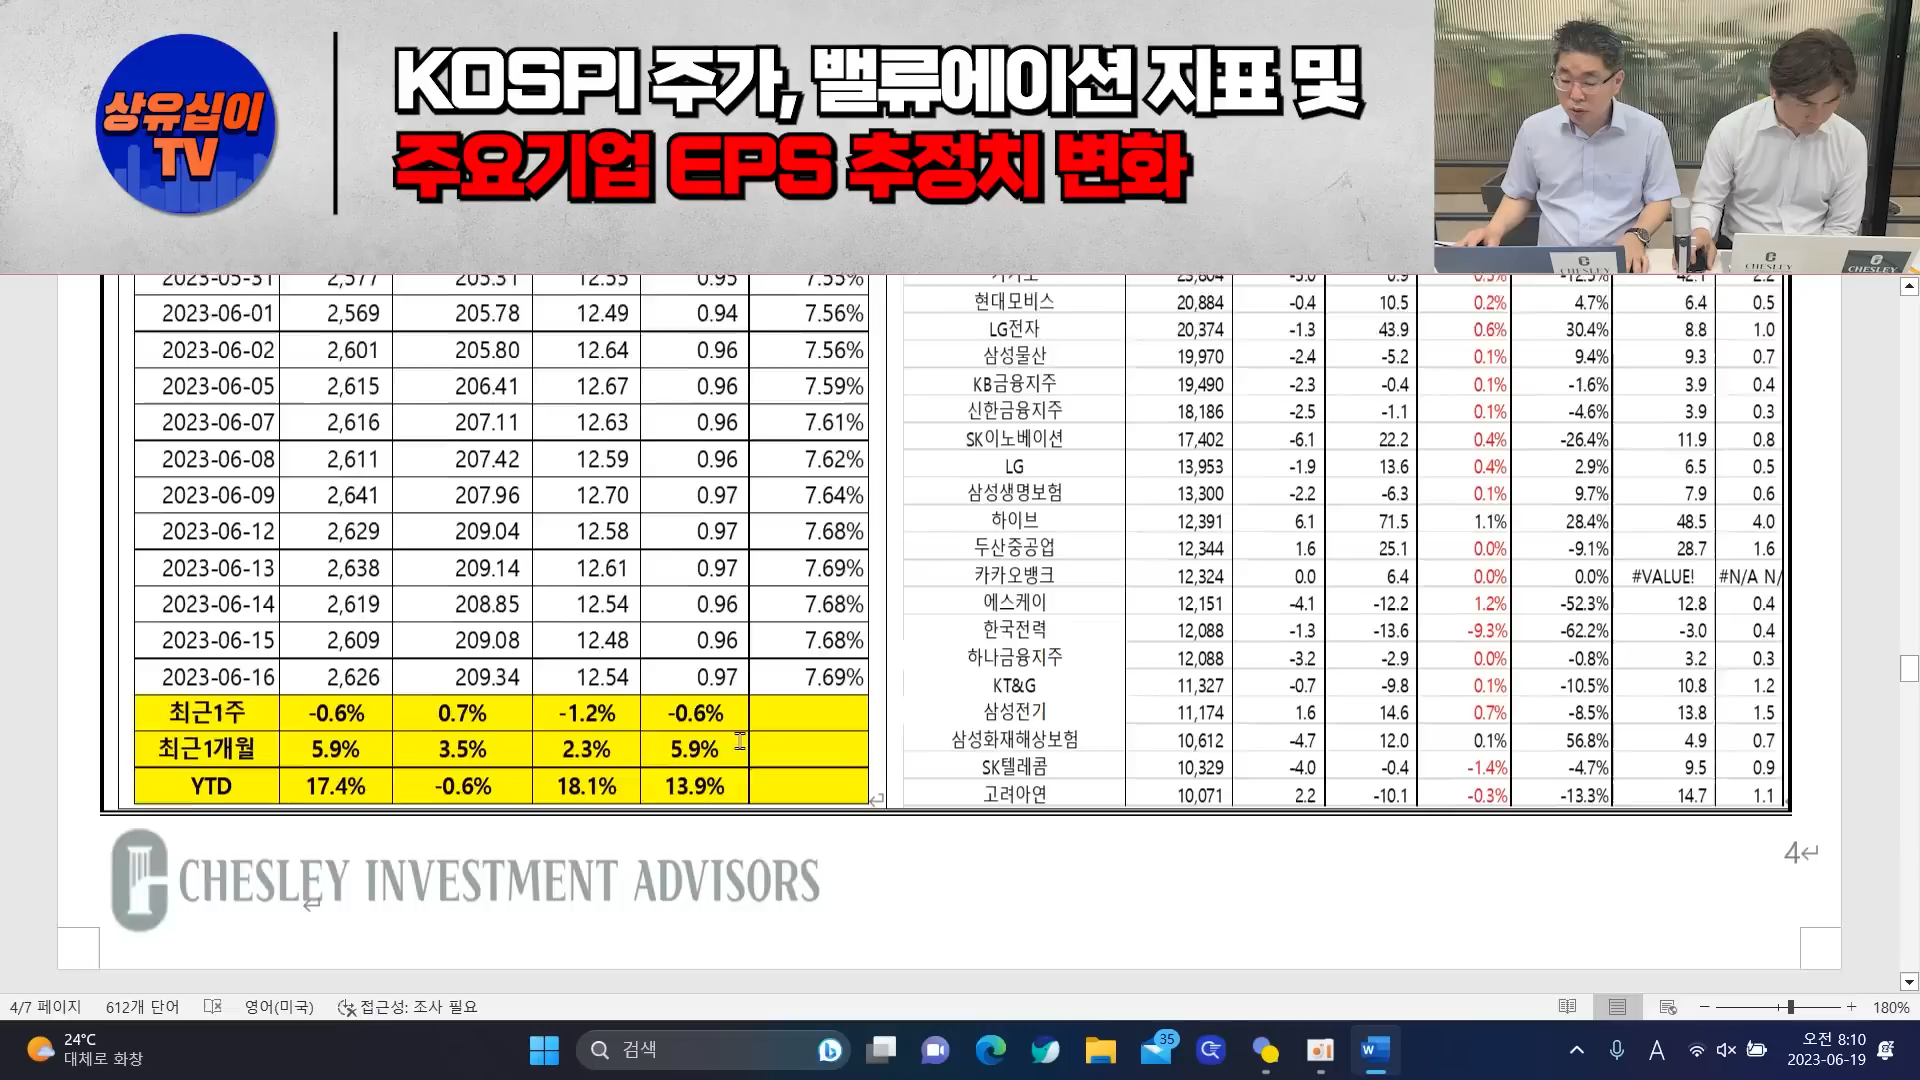 상유십이
TV
KOSPI 주가, 밸류에이션 지표 및
주요기업 EPS 추정치 변화
CHESLEY
CHESLEY
CHESLEY
2023-05-31 2,577 205.31 12.55 0.95 7.55%
2023-06-01 2,569 205.78 12.49 0.94 7.56%
2023-06-02 2,601 205.80 12.64 0.96 7.56%
2023-06-05 2,615 206.41 12.67 0.96 7.59%
2023-06-07 2,616 207.11 12.63 0.96 7.61%
2023-06-08 2,611 207.42 12.59 0.96 7.62%
2023-06-09 2,641 207.96 12.70 0.97 7.64%
2023-06-12 2,629 209.04 12.58 0.97 7.68%
2023-06-13 2,638 209.14 12.61 0.97 7.69%
2023-06-14 2,619 208.85 12.54 0.96 7.68%
2023-06-15 2,609 209.08 12.48 0.96 7.68%
2023-06-16 2,626 209.34 12.54 0.97 7.69%
최근1주 -0.6% 0.7% -1.2% -0.6%
최근1개월 5.9% 3.5% 2.3% 5.9%
YTD 17.4% -0.6% 18.1% 13.9%
현대모비스 20,884 -0.4 10.5 0.2% 4.7% 6.4 0.5
LG전자 20,374 -1.3 43.9 0.6% 30.4% 8.8 1.0
삼성물산 19,970 -2.4 -5.2 0.1% 9.4% 9.3 0.7
KB금융지주 19,490 -2.3 -0.4 0.1% -1.6% 3.9 0.4
신한금융지주 18,186 -2.5 -1.1 0.1% -4.6% 3.9 0.3
SK이노베이션 17,402 -6.1 22.2 0.4% -26.4% 11.9 0.8
LG 13,953 -1.9 13.6 0.4% 2.9% 6.5 0.5
삼성생명보험 13,300 -2.2 -6.3 0.1% 9.7% 7.9 0.6
하이브 12,391 6.1 71.5 1.1% 28.4% 48.5 4.0
두산중공업 12,344 1.6 25.1 0.0% -9.1% 28.7 1.6
카카오뱅크 12,324 0.0 6.4 0.0% 0.0% #VALUE! #N/A N/
에스케이 12,151 -4.1 -12.2 1.2% -52.3% 12.8 0.4
한국전력 12,088 -1.3 -13.6 -9.3% -62.2% -3.0 0.4
하나금융지주 12,088 -3.2 -2.9 0.0% -0.8% 3.2 0.3
KT&G 11,327 -0.7 -9.8 0.1% -10.5% 10.8 1.2
삼성전기 11,174 1.6 14.6 0.7% -8.5% 13.8 1.5
삼성화재해상보험 10,612 -4.7 12.0 0.1% 56.8% 4.9 0.7
SK텔레콤 10,329 -4.0 -0.4 -1.4% -4.7% 9.5 0.9
고려아연 10,071 2.2 -10.1 -0.3% -13.3% 14.7 1.1
CHESLEY INVESTMENT ADVISORS
4
4/7 페이지 612개 단어 영어(미국) 접근성: 조사 필요 180%
24°C
대체로 화창
검색
35
A
오전 8:10
2023-06-19